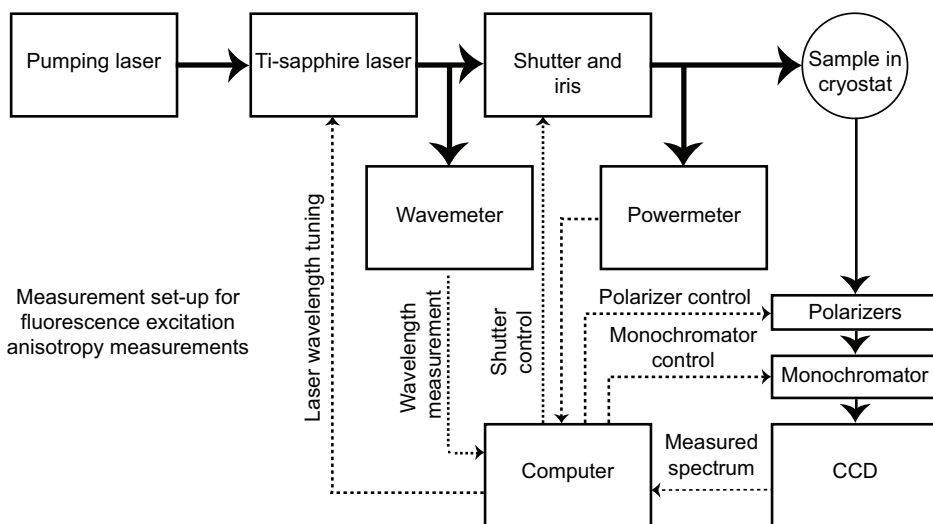 Pumping laser
Ti-sapphire laser
Shutter and
iris
Sample in
cryostat
Wavemeter
Powermeter
Laser wavelength tuning
Wavelength
measurement
Shutter
control
Polarizer control
Monochromator
control
Polarizers
Monochromator
Measurement set-up for
fluorescence excitation
anisotropy measurements
Computer
Measured
spectrum
CCD